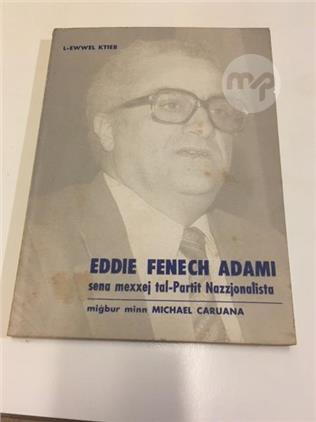 L-EWWEL KTIEB
mp
EDDIE FENECH ADAMI
sena mexxej tal-Partit Nazzjonalista
miġbur minn MICHAEL CARUANA